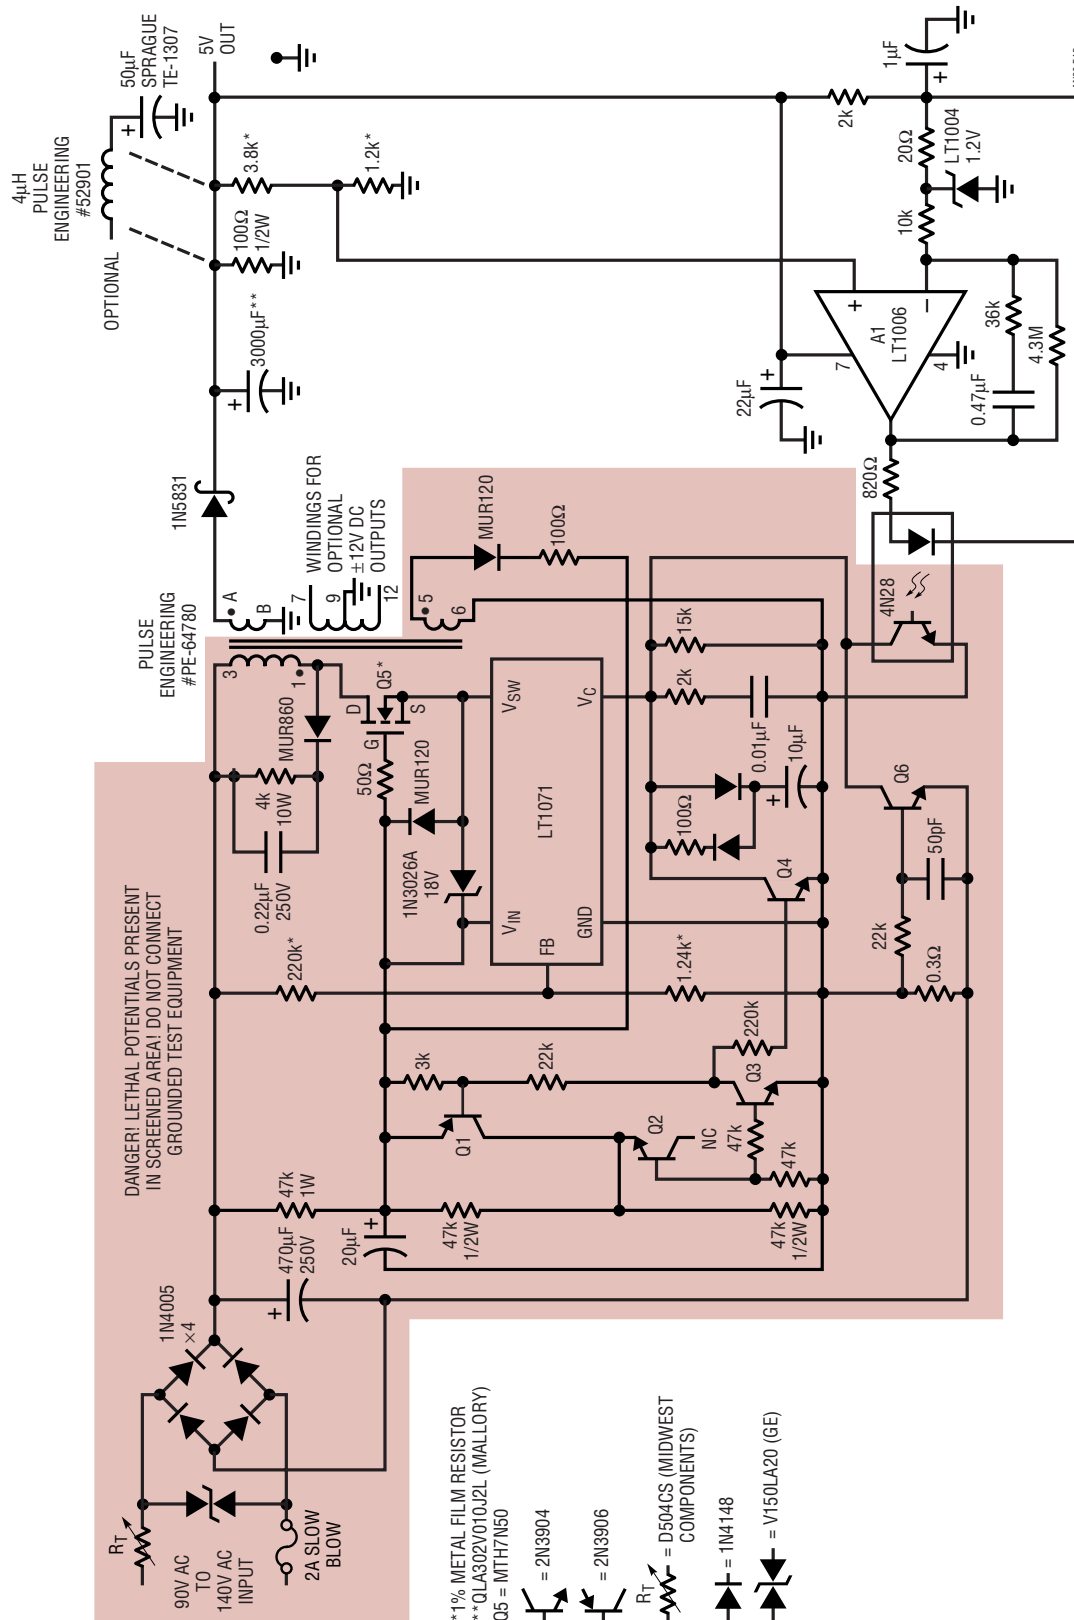 4µH
PULSE
ENGINEERING
#52901
50µF
SPRAGUE
TE-1307
5V
OUT
+
OPTIONAL
3.8k*
100Ω
1/2W
1.2k*
3000µF**
+
1N5831
PULSE
ENGINEERING
#PE-64780
A
B
7
9
12
WINDINGS FOR
OPTIONAL
±12V DC
OUTPUTS
3
1
5
6
MUR120
100Ω
2k
1µF
+
20Ω
LT1004
1.2V
10k
+
–
A1
LT1006
7
4
22µF
+
36k
4.3M
0.47µF
820Ω
4N28
DANGER! LETHAL POTENTIALS PRESENT
IN SCREENED AREA! DO NOT CONNECT
GROUNDED TEST EQUIPMENT
MUR860
4k
10W
0.22µF
250V
D
G
S
Q5*
50Ω
MUR120
1N3026A
18V
VSW
VC
LT1071
VIN
GND
FB
15k
2k
0.01µF
10µF
+
100Ω
Q4
Q6
50pF
22k
0.3Ω
220k*
1.24k*
3k
22k
220k
Q1
Q2
Q3
NC
47k
47k
47k
1W
47k
1/2W
47k
1/2W
470µF
250V
+
20µF
+
1N4005
×4
RT
90V AC
TO
140V AC
INPUT
2A SLOW
BLOW
*1% METAL FILM RESISTOR
**QLA302V010J2L (MALLORY)
Q5 = MTH7N50
= 2N3904
= 2N3906
RT
= D504CS (MIDWEST
COMPONENTS)
= 1N4148
= V150LA20 (GE)